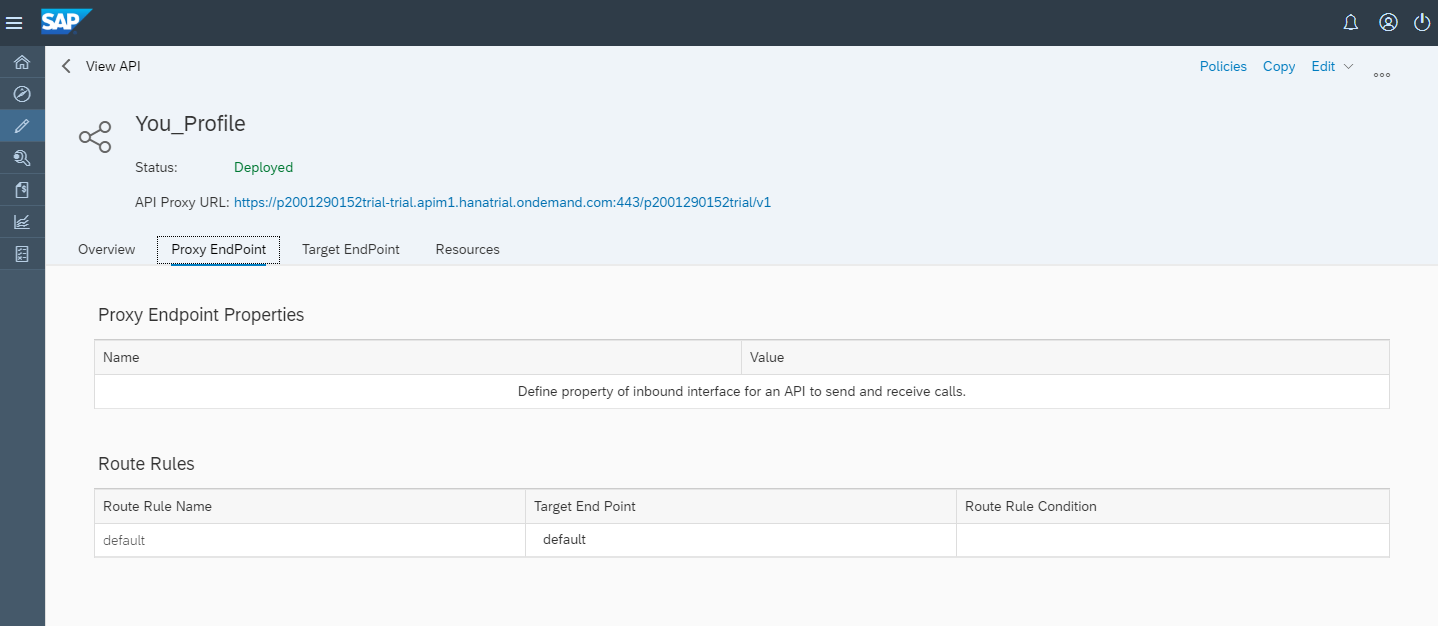 SAP
View API
Policies Copy Edit
You_Profile
Status: Deployed
API Proxy URL: https://p2001290152trial-trial.apim1.hanatrial.ondemand.com:443/p2001290152trial/v1
Overview Proxy EndPoint Target EndPoint Resources
Proxy Endpoint Properties
Name Value
Define property of inbound interface for an API to send and receive calls.
Route Rules
Route Rule Name Target End Point Route Rule Condition
default default